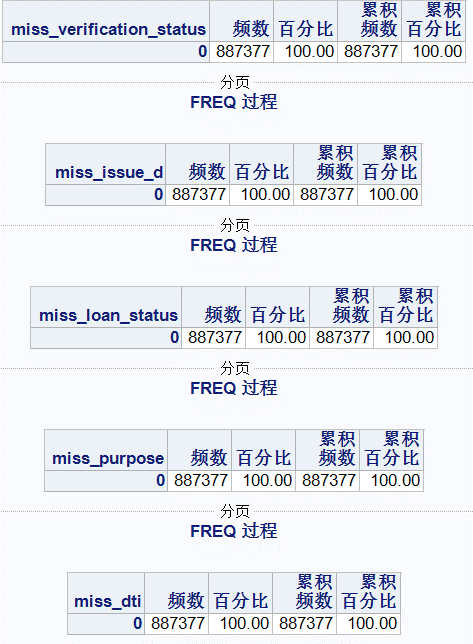 miss_verification_status 频数 百分比 累积频数 累积百分比
0 887377 100.00 887377 100.00
分页
FREQ 过程
miss_issue_d 频数 百分比 累积频数 累积百分比
0 887377 100.00 887377 100.00
分页
FREQ 过程
miss_loan_status 频数 百分比 累积频数 累积百分比
0 887377 100.00 887377 100.00
分页
FREQ 过程
miss_purpose 频数 百分比 累积频数 累积百分比
0 887377 100.00 887377 100.00
分页
FREQ 过程
miss_dti 频数 百分比 累积频数 累积百分比
0 887377 100.00 887377 100.00